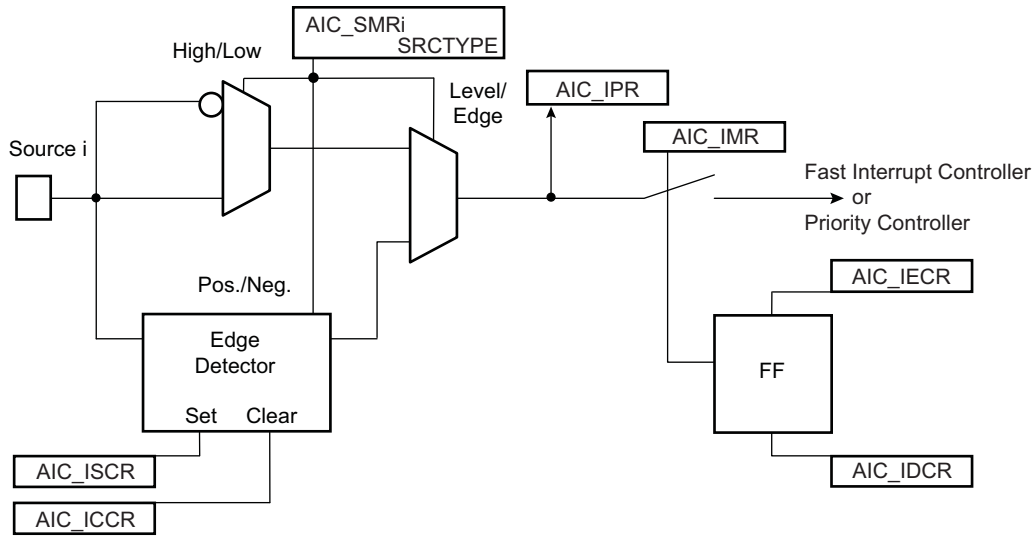 AIC_SMRi
SRCTYPE
High/Low
Level/
Edge
AIC_IPR
AIC_IMR
Source i
Fast Interrupt Controller
or
Priority Controller
Pos./Neg.
AIC_IECR
Edge
Detector
FF
Set Clear
AIC_ISCR
AIC_IDCR
AIC_ICCR